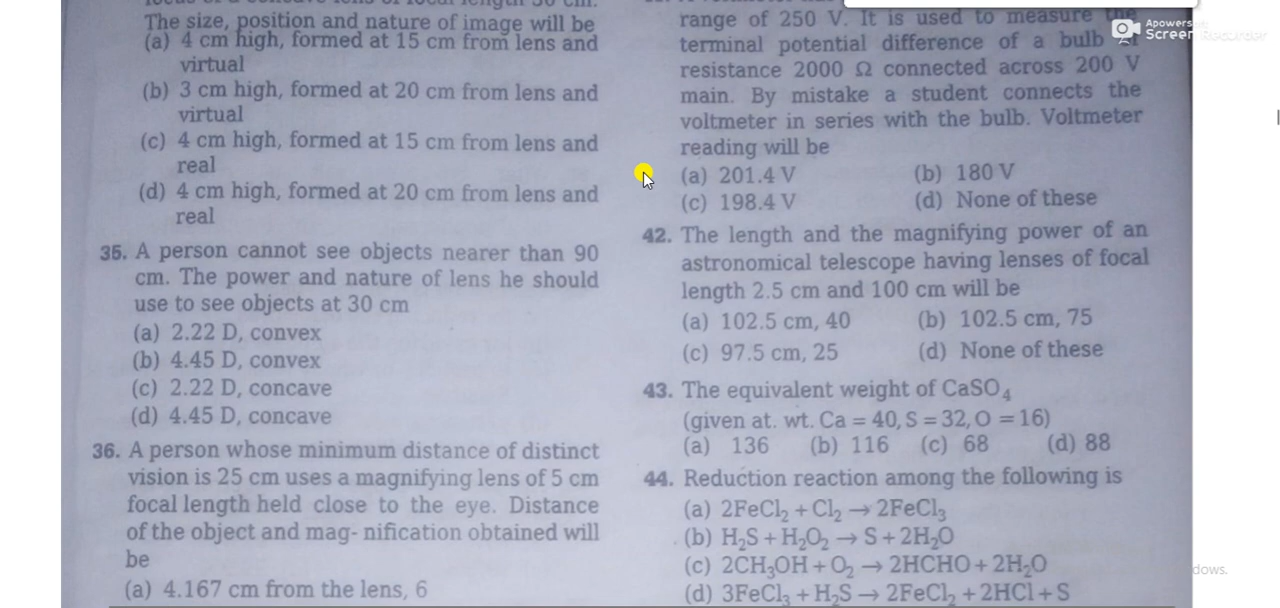 The size, position and nature of image will be
(a) 4 cm high, formed at 15 cm from lens and
virtual
(b) 3 cm high, formed at 20 cm from lens and
virtual
(c) 4 cm high, formed at 15 cm from lens and
real
(d) 4 cm high, formed at 20 cm from lens and
real
35. A person cannot see objects nearer than 90
cm. The power and nature of lens he should
use to see objects at 30 cm
(a) 2.22 D, convex
(b) 4.45 D, convex
(c) 2.22 D, concave
(d) 4.45 D, concave
36. A person whose minimum distance of distinct
vision is 25 cm uses a magnifying lens of 5 cm
focal length held close to the eye. Distance
of the object and mag- nification obtained will
be
(a) 4.167 cm from the lens, 6
range of 250 V. It is used to measure the
terminal potential difference of a bulb
resistance 2000 Ω connected across 200 V
main. By mistake a student connects the
voltmeter in series with the bulb. Voltmeter
reading will be
(a) 201.4 V (b) 180 V
(c) 198.4 V (d) None of these
42. The length and the magnifying power of an
astronomical telescope having lenses of focal
length 2.5 cm and 100 cm will be
(a) 102.5 cm, 40 (b) 102.5 cm, 75
(c) 97.5 cm, 25 (d) None of these
43. The equivalent weight of CaSO₄
(given at. wt. Ca = 40, S = 32, O = 16)
(a) 136 (b) 116 (c) 68 (d) 88
44. Reduction reaction among the following is
(a) 2FeCl₂ + Cl₂ → 2FeCl₃
(b) H₂S + H₂O₂ → S + 2H₂O
(c) 2CH₃OH + O₂ → 2HCHO + 2H₂O
(d) 3FeCl₃ + H₂S → 2FeCl₂ + 2HCl + S
Apowersoft
Screen Recorder
dows.